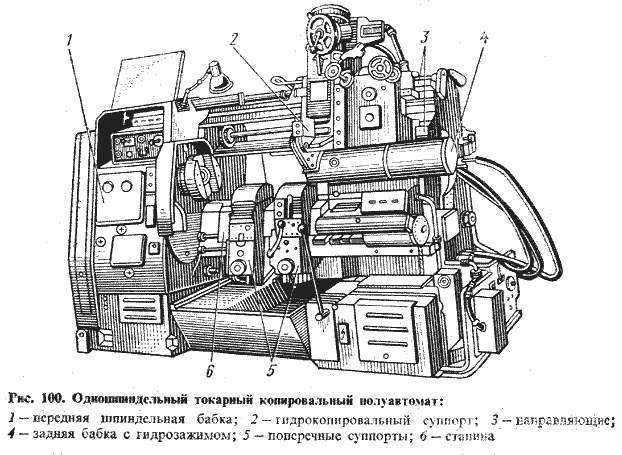 1
2
3
4
6
5
Рис. 100. Одношпиндельный токарный копировальный полуавтомат:
1 — передняя шпиндельная бабка; 2 — гидрокопировальный суппорт; 3 — направляющие;
4 — задняя бабка с гидрозажимом; 5 — поперечные суппорты; 6 — станина